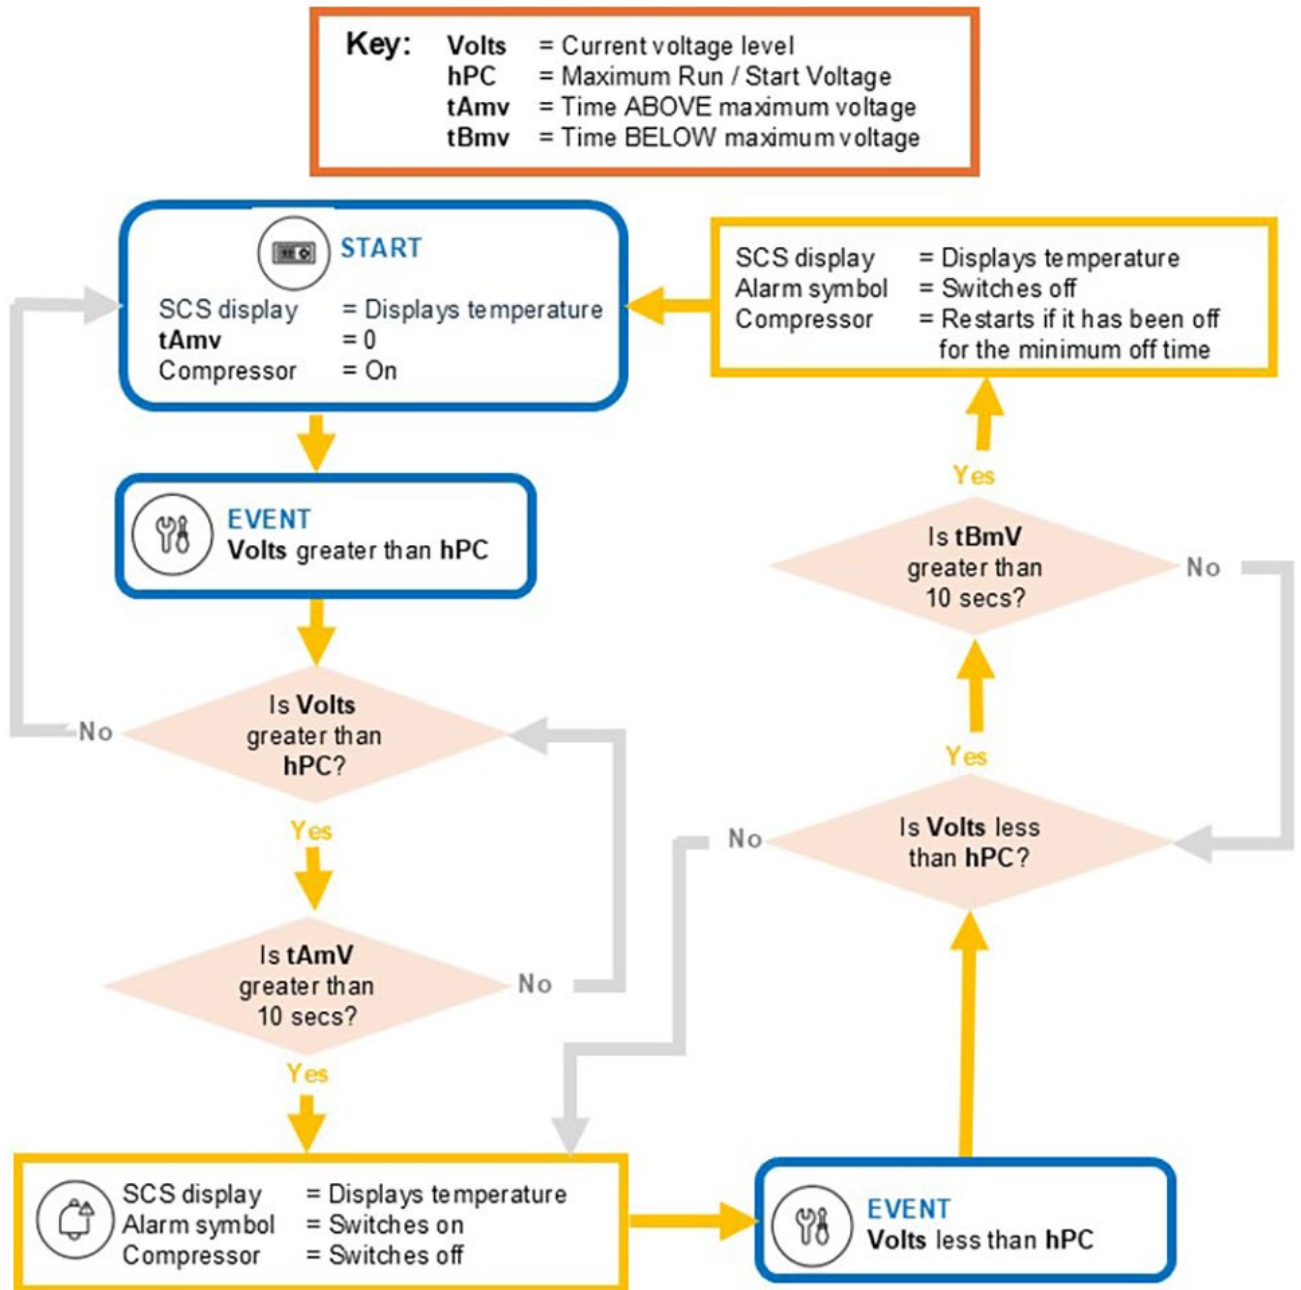 Key: Volts = Current voltage level
hPC = Maximum Run / Start Voltage
tAmv = Time ABOVE maximum voltage
tBmv = Time BELOW maximum voltage
START
SCS display = Displays temperature
tAmv = 0
Compressor = On
SCS display = Displays temperature
Alarm symbol = Switches off
Compressor = Restarts if it has been off
for the minimum off time
EVENT
Volts greater than hPC
Is Volts
greater than
hPC?
No
Yes
Is tAmV
greater than
10 secs?
No
Yes
SCS display = Displays temperature
Alarm symbol = Switches on
Compressor = Switches off
EVENT
Volts less than hPC
Is Volts less
than hPC?
No
Yes
Is tBmV
greater than
10 secs?
No
Yes